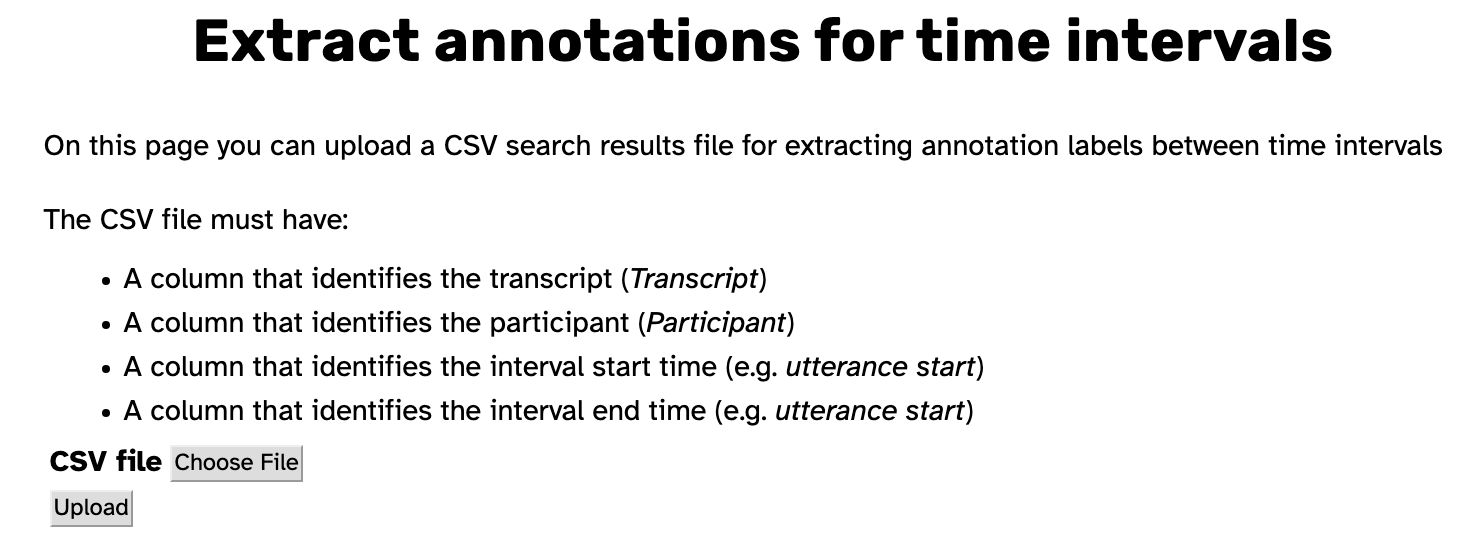 Extract annotations for time intervals
On this page you can upload a CSV search results file for extracting annotation labels between time intervals
The CSV file must have:
• A column that identifies the transcript (Transcript)
• A column that identifies the participant (Participant)
• A column that identifies the interval start time (e.g. utterance start)
• A column that identifies the interval end time (e.g. utterance start)
CSV file Choose File
Upload